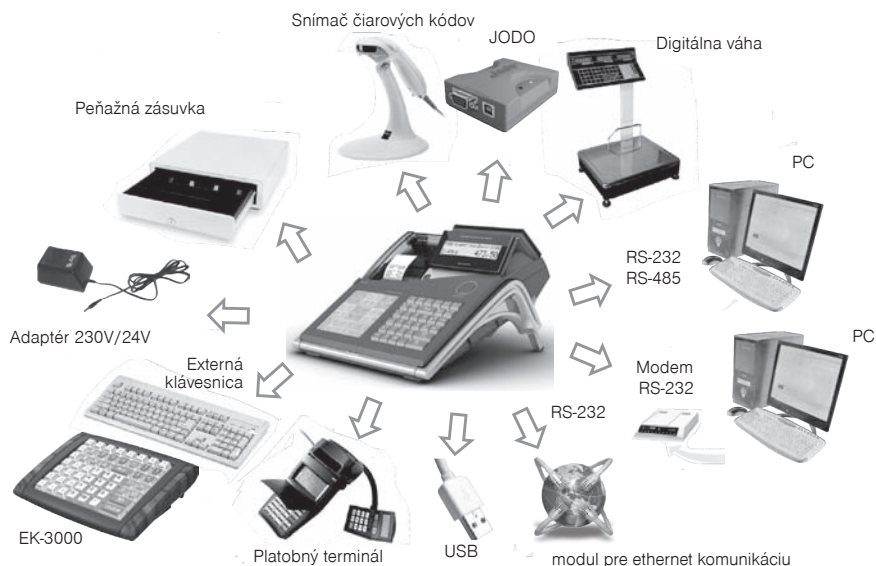 Snímač čiarových kódov
JODO
Digitálna váha
Peňažná zásuvka
PC
RS-232
RS-485
Adaptér 230V/24V
PC
Externá
klávesnica
Modem
RS-232
RS-232
EK-3000
Platobný terminál
USB
modul pre ethernet komunikáciu